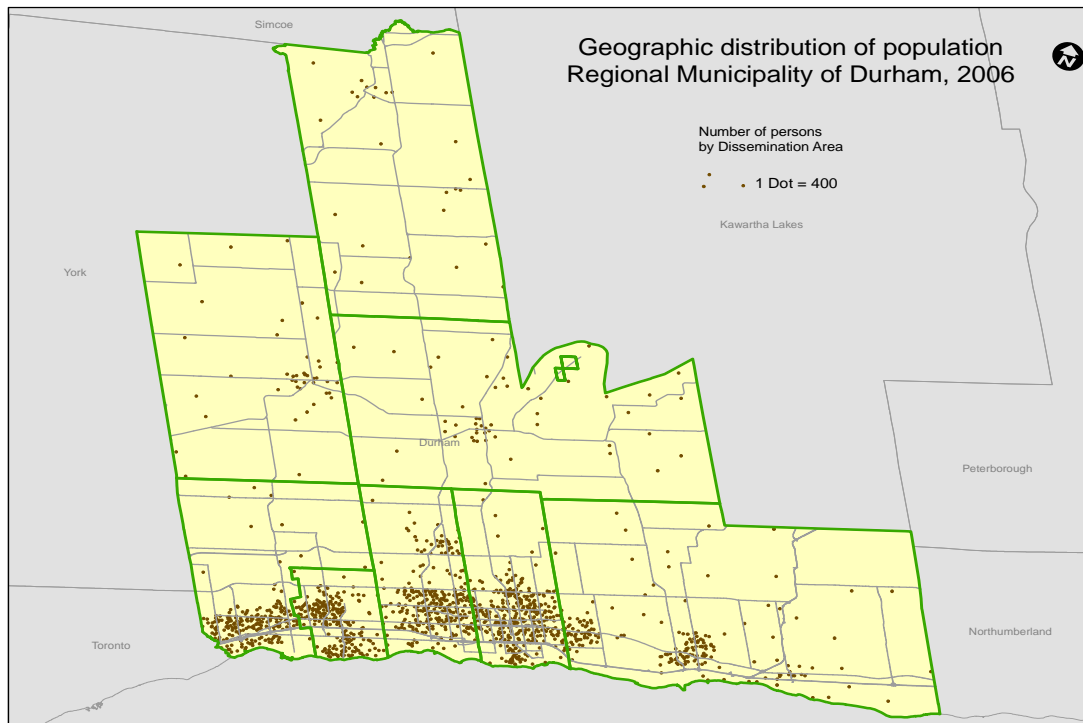 Simcoe
Geographic distribution of population
Regional Municipality of Durham, 2006
N
Number of persons
by Dissemination Area
1 Dot = 400
Kawartha Lakes
York
Durham
Peterborough
Toronto
Northumberland